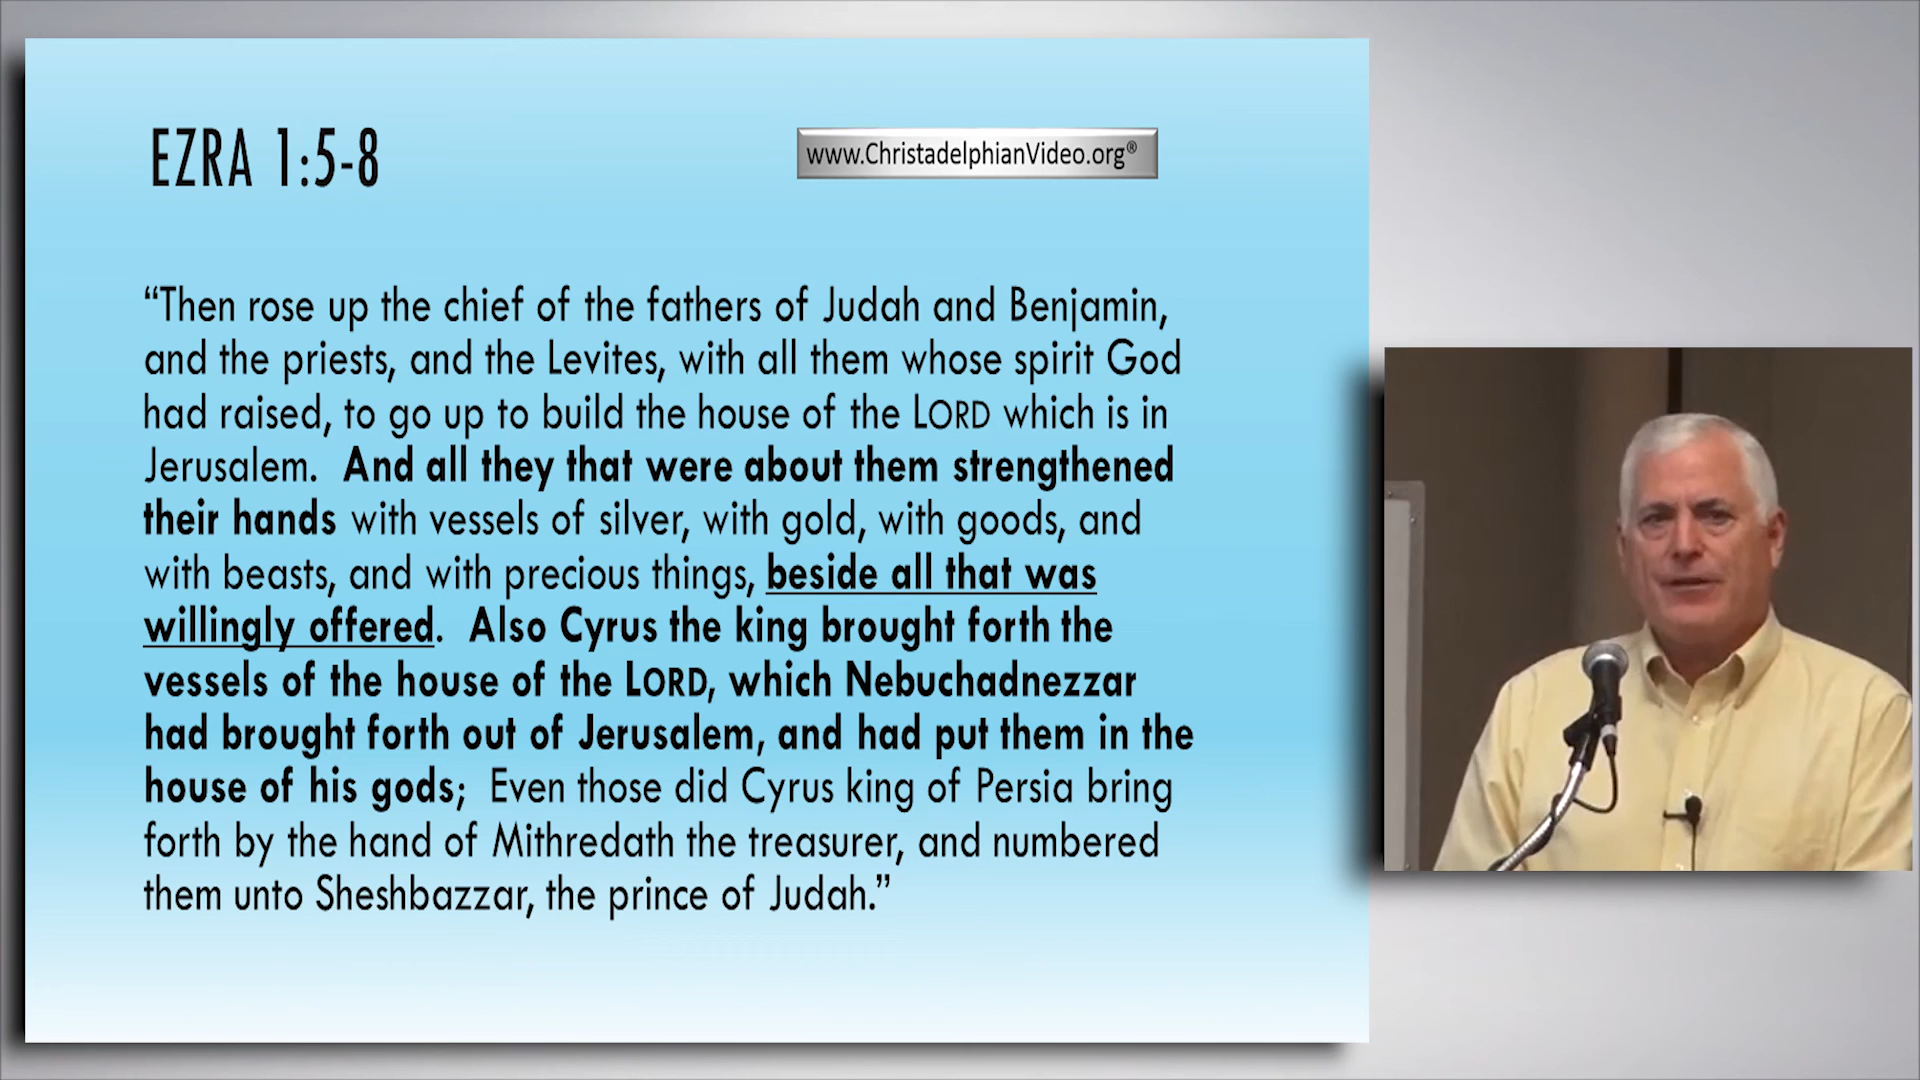 EZRA 1:5-8
www.ChristadelphianVideo.org®
“Then rose up the chief of the fathers of Judah and Benjamin,
and the priests, and the Levites, with all them whose spirit God
had raised, to go up to build the house of the LORD which is in
Jerusalem. And all they that were about them strengthened
their hands with vessels of silver, with gold, with goods, and
with beasts, and with precious things, beside all that was
willingly offered. Also Cyrus the king brought forth the
vessels of the house of the LORD, which Nebuchadnezzar
had brought forth out of Jerusalem, and had put them in the
house of his gods; Even those did Cyrus king of Persia bring
forth by the hand of Mithredath the treasurer, and numbered
them unto Sheshbazzar, the prince of Judah.”